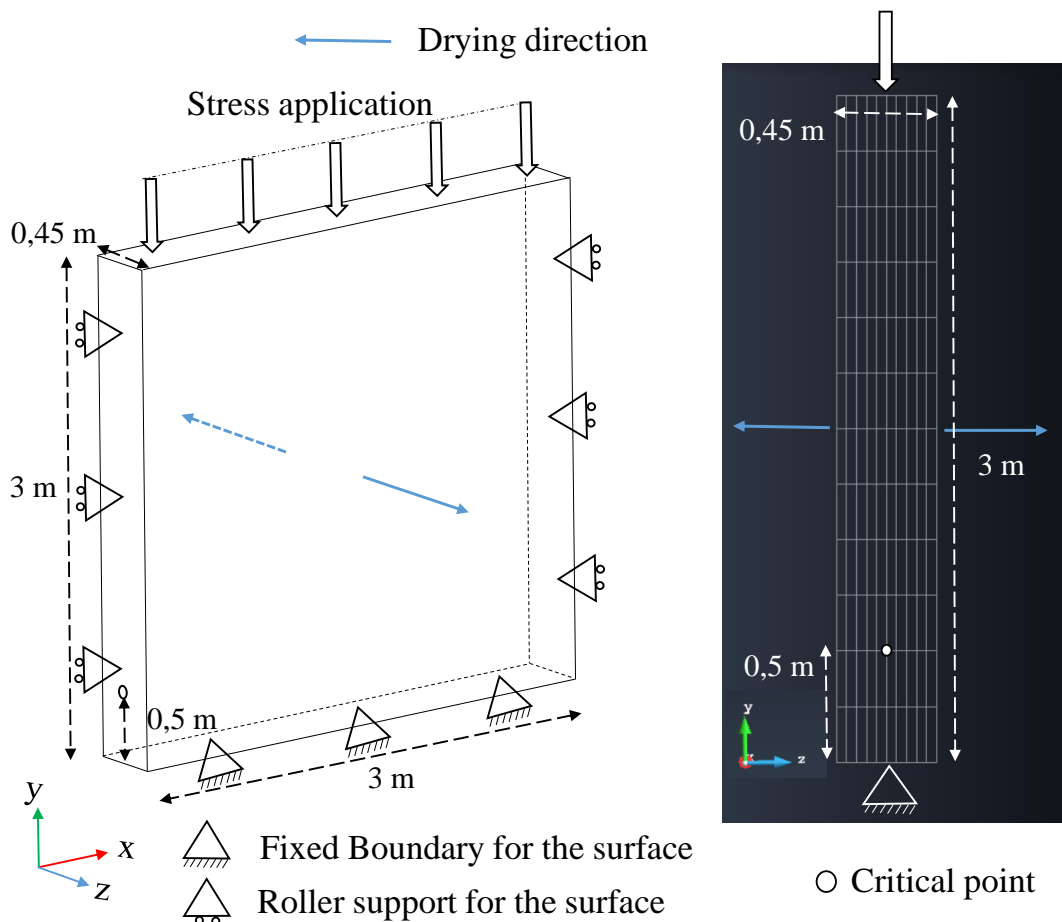 Drying direction
Stress application
0,45 m
3 m
0,5 m
3 m
y
x
z
Fixed Boundary for the surface
Roller support for the surface
0,45 m
3 m
0,5 m
y
x
z
Critical point